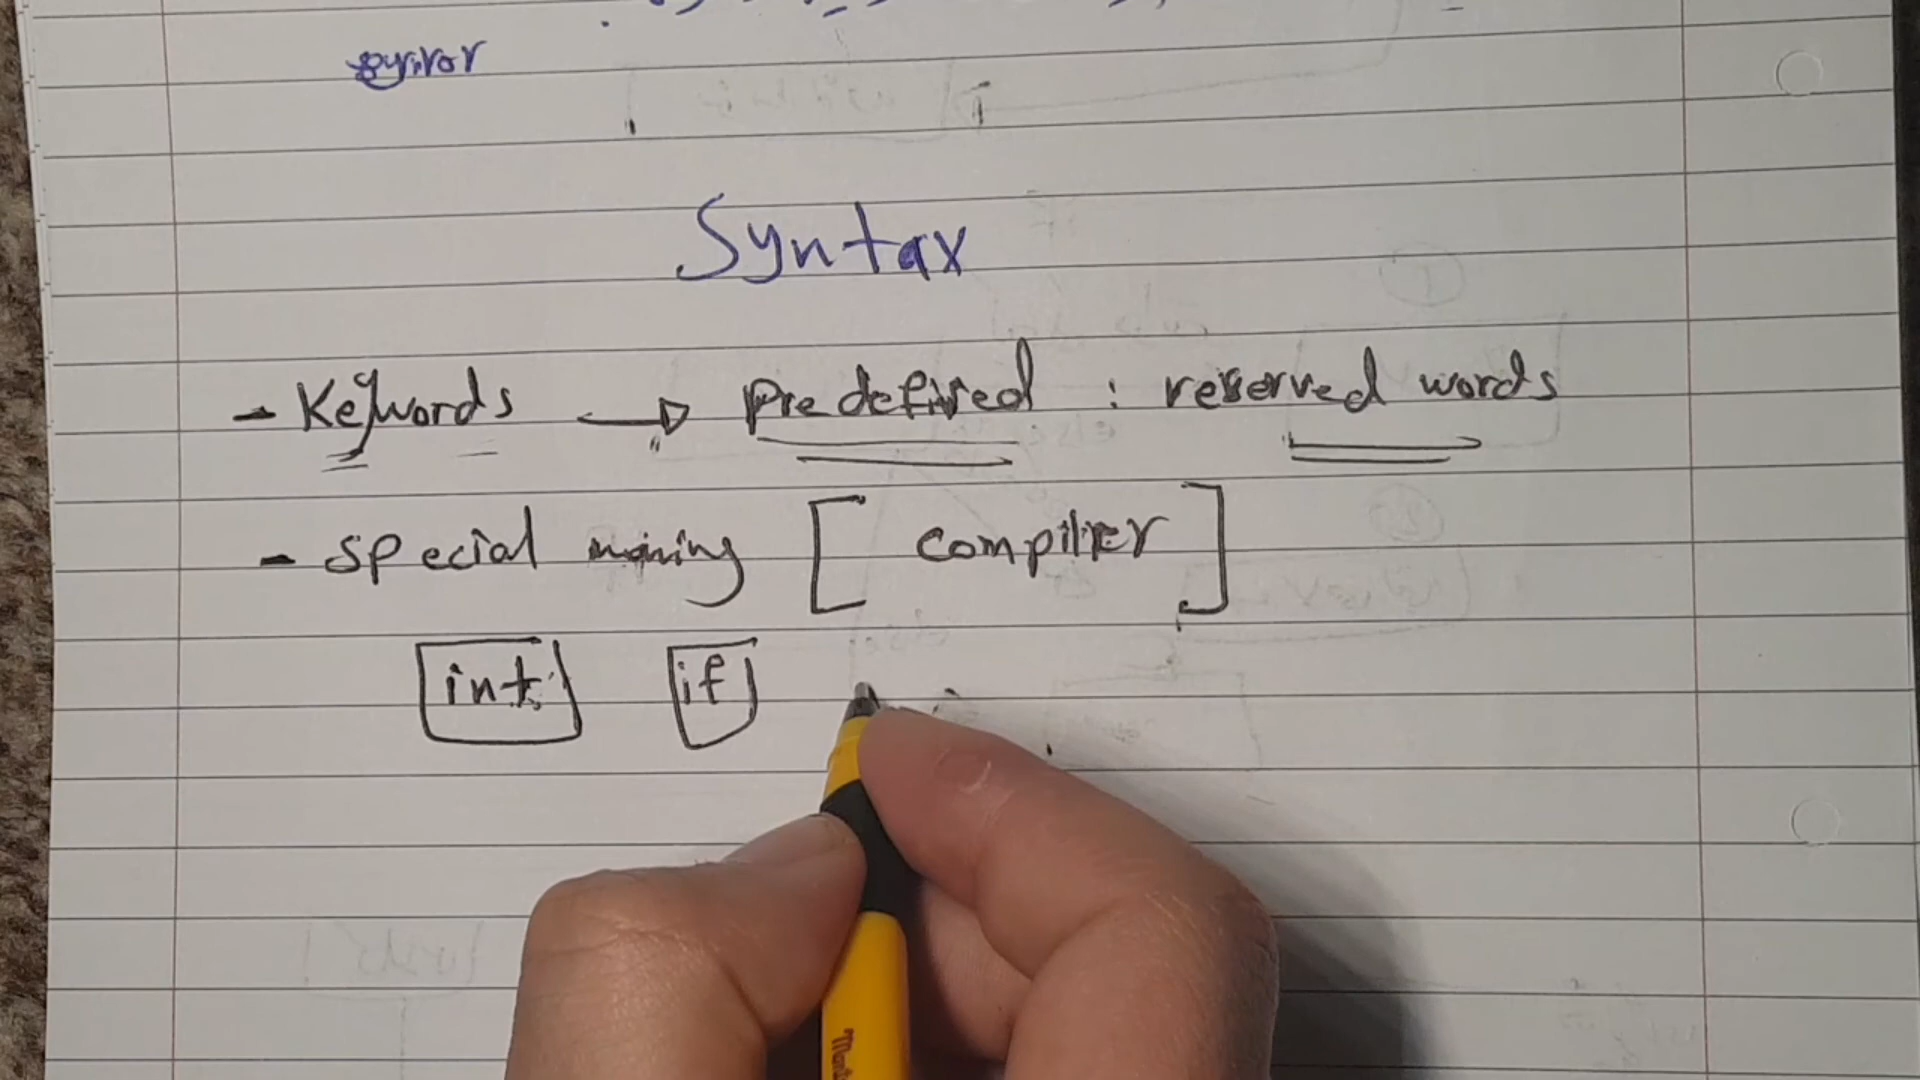 Syntax
- Keywords → Predefined : reserved words
- special meaning [ compiler ]
int if